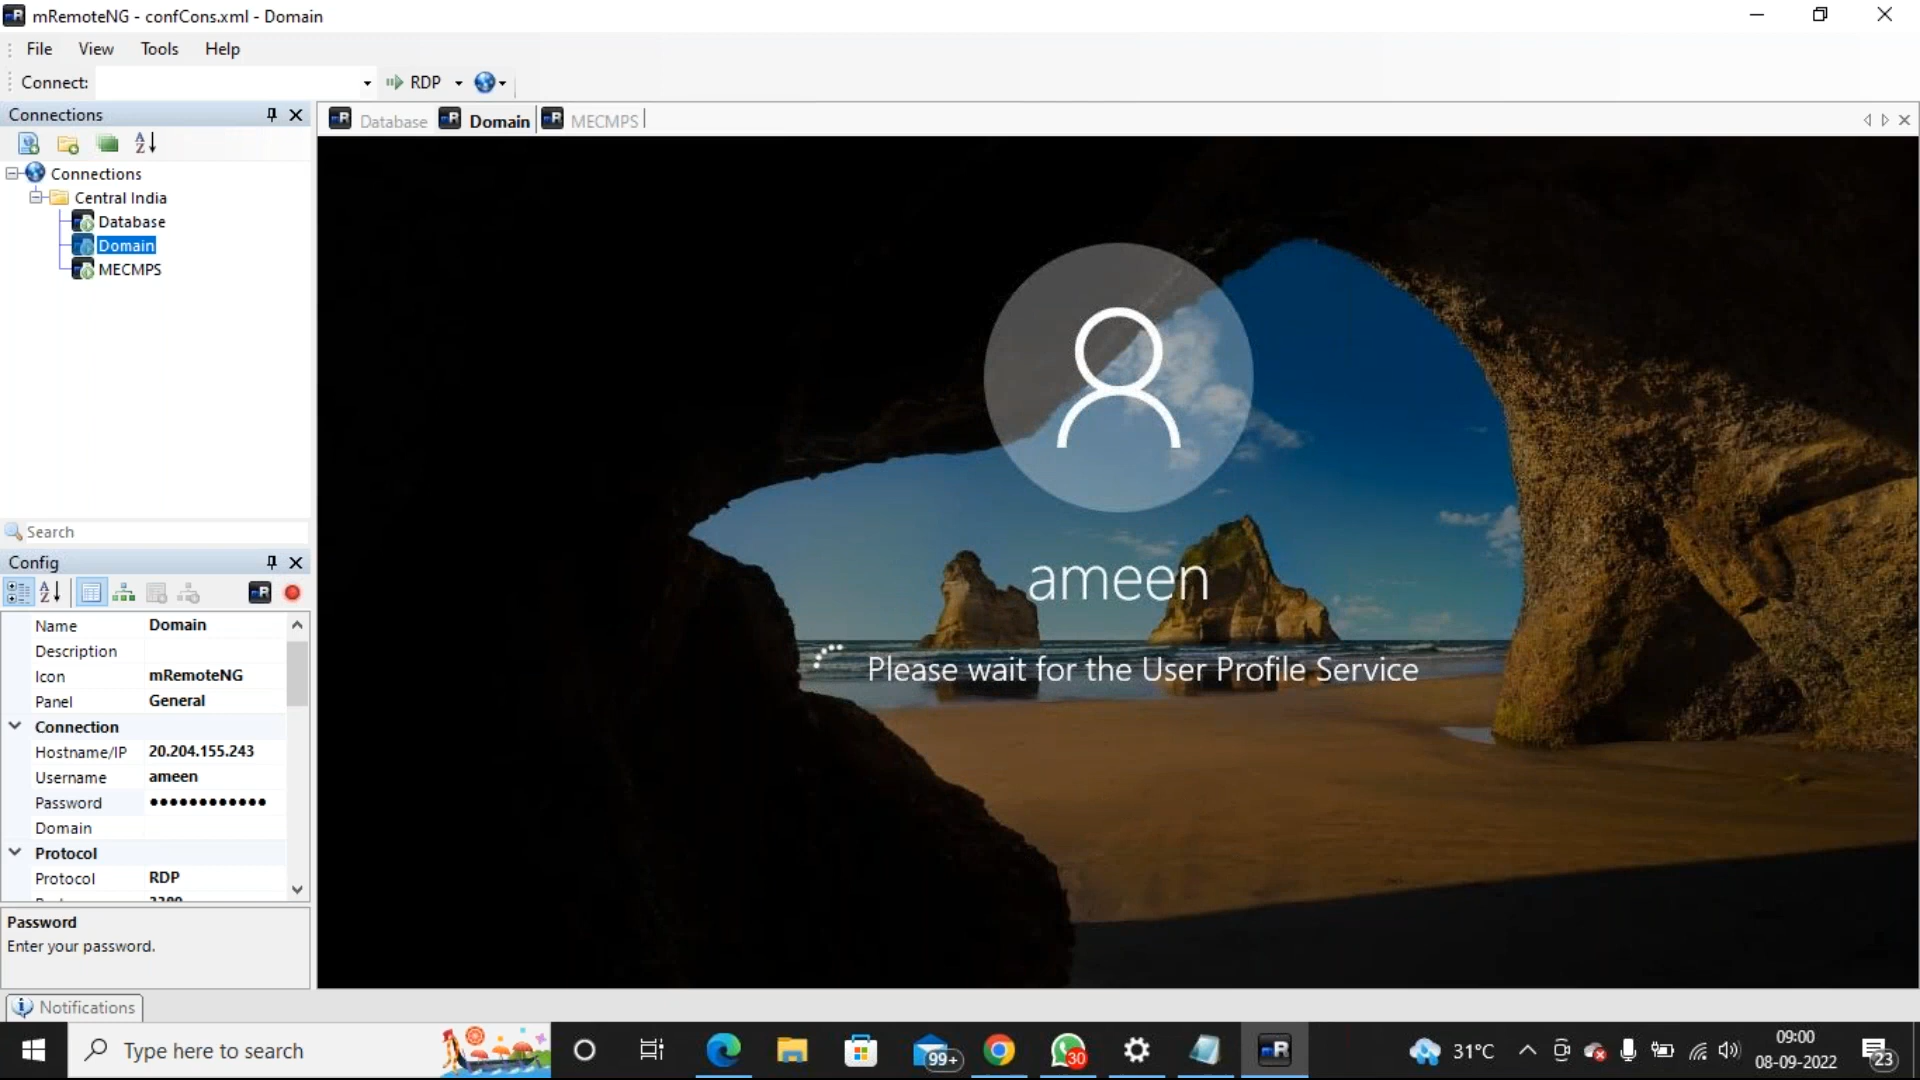 mRemoteNG - confCons.xml - Domain
File View Tools Help
Connect: RDP
Connections
Database Domain MECMPS
Connections
Central India
Database
Domain
MECMPS
Search
Config
Name Domain
Description
Icon mRemoteNG
Panel General
Connection
Hostname/IP 20.204.155.243
Username ameen
Password ●●●●●●●●●●●●
Domain
Protocol
Protocol RDP
Password
Enter your password.
ameen
Please wait for the User Profile Service
Notifications
Type here to search
99+
30
31°C
09:00
08-09-2022
23